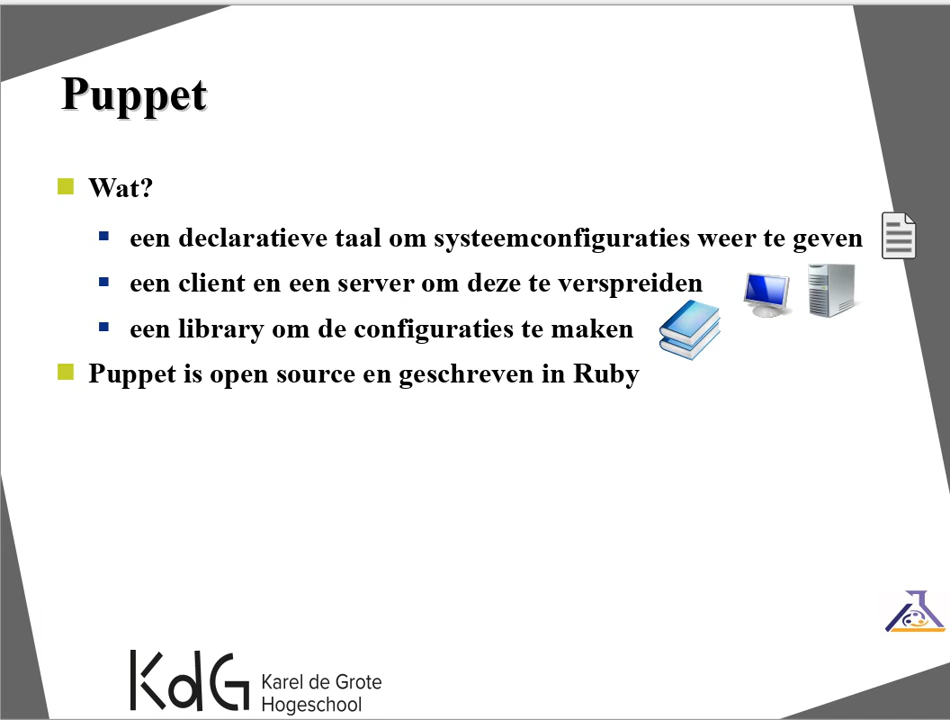 Puppet
Wat?
een declaratieve taal om systeemconfiguraties weer te geven
een client en een server om deze te verspreiden
een library om de configuraties te maken
Puppet is open source en geschreven in Ruby
KdG Karel de Grote
Hogeschool